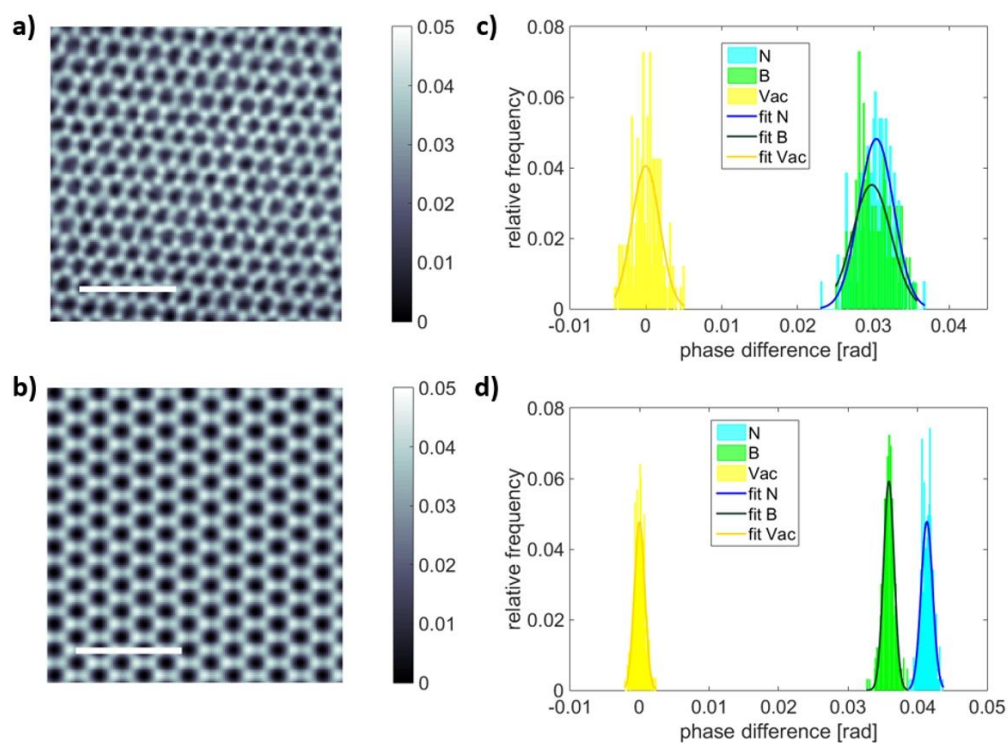 a)
0.05
0.04
0.03
0.02
0.01
0
c)
0.08
0.06
0.04
0.02
0
relative frequency
N
B
Vac
fit N
fit B
fit Vac
-0.01 0 0.01 0.02 0.03 0.04
phase difference [rad]
b)
0.05
0.04
0.03
0.02
0.01
0
d)
0.08
0.06
0.04
0.02
0
relative frequency
N
B
Vac
fit N
fit B
fit Vac
-0.01 0 0.01 0.02 0.03 0.04 0.05
phase difference [rad]